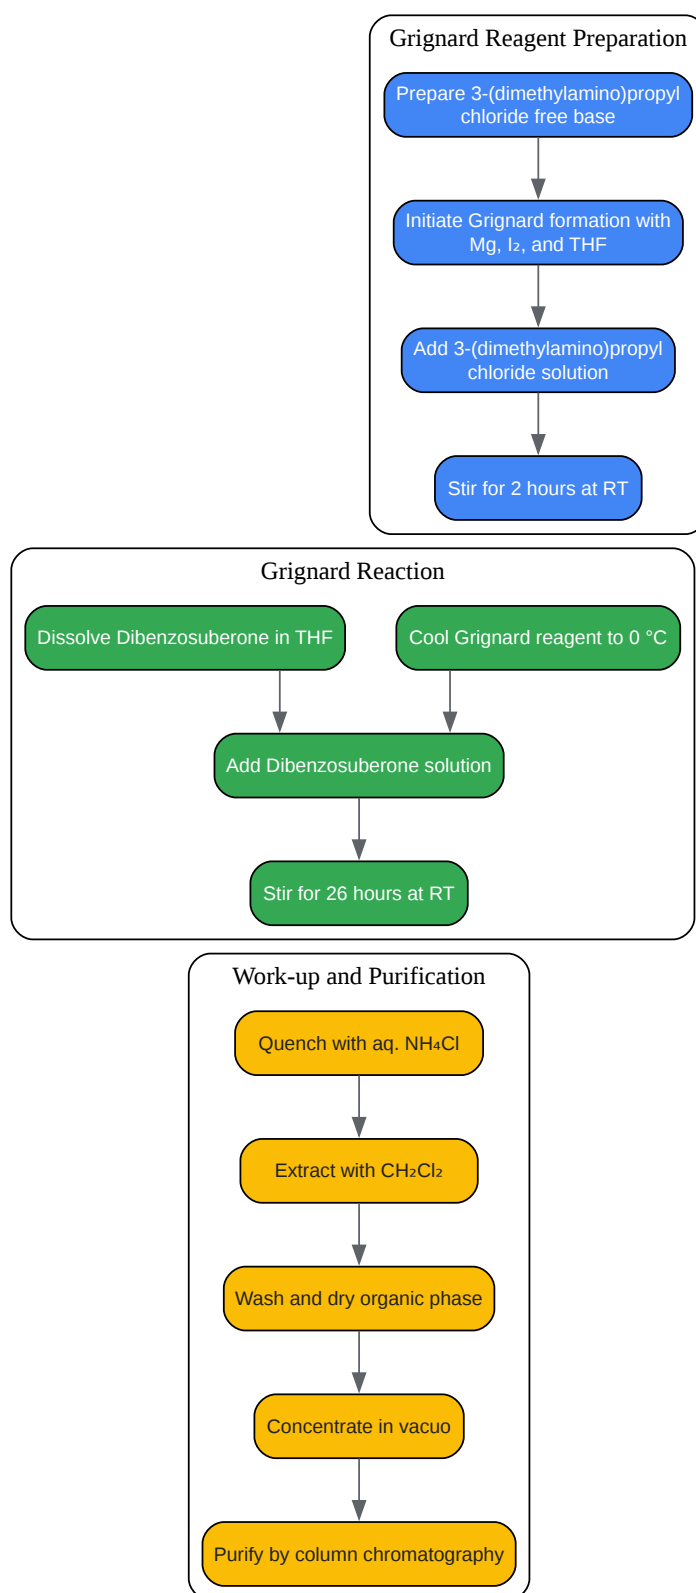 Grignard Reagent Preparation
Prepare 3-(dimethylamino)propyl
chloride free base
Initiate Grignard formation with
Mg, I₂, and THF
Add 3-(dimethylamino)propyl
chloride solution
Stir for 2 hours at RT
Grignard Reaction
Dissolve Dibenzosuberone in THF
Cool Grignard reagent to 0 °C
Add Dibenzosuberone solution
Stir for 26 hours at RT
Work-up and Purification
Quench with aq. NH₄Cl
Extract with CH₂Cl₂
Wash and dry organic phase
Concentrate in vacuo
Purify by column chromatography